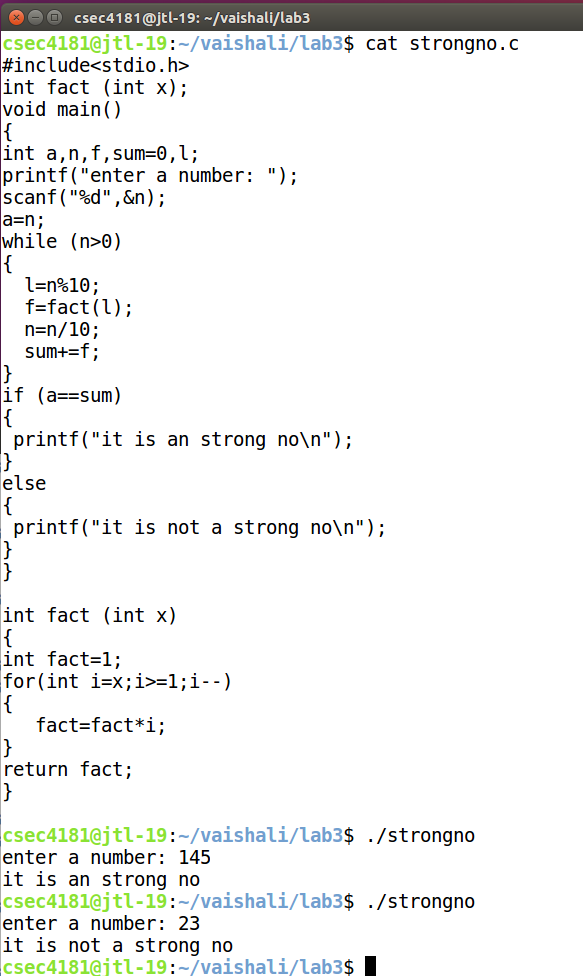 csec4181@jtl-19: ~/vaishali/lab3
csec4181@jtl-19:~/vaishali/lab3$ cat strongno.c
#include<stdio.h>
int fact (int x);
void main()
{
int a,n,f,sum=0,l;
printf("enter a number: ");
scanf("%d",&n);
a=n;
while (n>0)
{
  l=n%10;
  f=fact(l);
  n=n/10;
  sum+=f;
}
if (a==sum)
{
 printf("it is an strong no\n");
}
else
{
 printf("it is not a strong no\n");
}
}

int fact (int x)
{
int fact=1;
for(int i=x;i>=1;i--)
{
   fact=fact*i;
}
return fact;
}

csec4181@jtl-19:~/vaishali/lab3$ ./strongno
enter a number: 145
it is an strong no
csec4181@jtl-19:~/vaishali/lab3$ ./strongno
enter a number: 23
it is not a strong no
csec4181@jtl-19:~/vaishali/lab3$